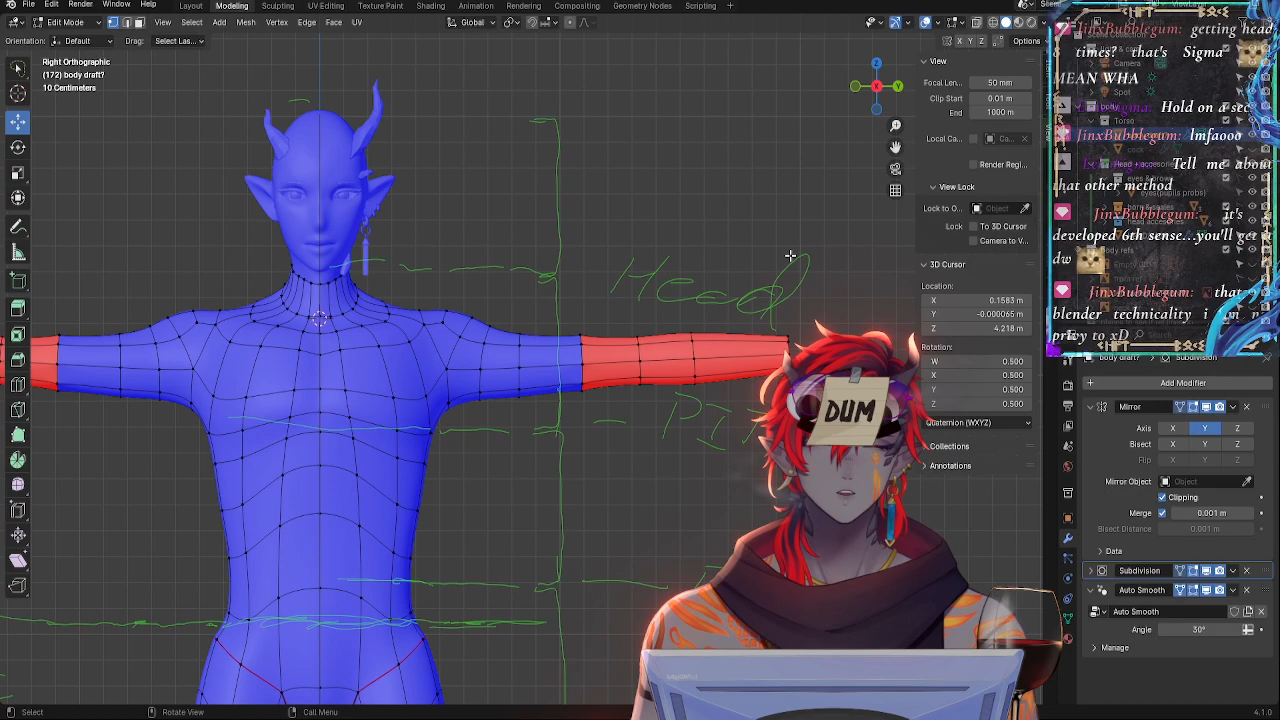 Blender File Edit Render Window Help Layout Modeling Sculpting UV Editing Texture Paint Shading Animation Rendering Compositing Geometry Nodes Scripting
Edit Mode View Select Add Mesh Vertex Edge Face UV Global
Orientation: Default Drag: Select Las... X Y Z Options
Right Orthographic
(172) body draft?
10 Centimeters
View
Focal Len... 50 mm
Clip Start 0.01 m
End 1000 m
Local Ca...
Render Regi...
View Lock
Lock to O... Object
Lock To 3D Cursor
Camera to V...
3D Cursor
Location:
X 0.1583 m
Y -0.000065 m
Z 4.218 m
Rotation:
W 0.500
X 0.500
Y 0.500
Z 0.500
Quaternion (WXYZ)
Collections
Annotations
Head
DUM
JinxBubblegum: getting head
times? that's Sigma
MEAN WHA
Hold on a sec
JinxBubblegum: lmfaooo
Tell me about
that other method
JinxBubblegum: it's
developed 6th sense...you'll
JinxBubblegum:
blender technicality i'm
to xD
Camera
Spot
body
Torso
Head + accesories
eyes(pupils prob)
body refs
Search
body draft? Subdivision
Add Modifier
Mirror
Axis X Y Z
Bisect X Y Z
Flip X Y Z
Mirror Object Object
Clipping
Merge 0.001 m
Bisect Distance 0.001 m
Data
Subdivision
Auto Smooth
Auto Smooth
Angle 30°
Manage
Select Rotate View Call Menu 4.1.0